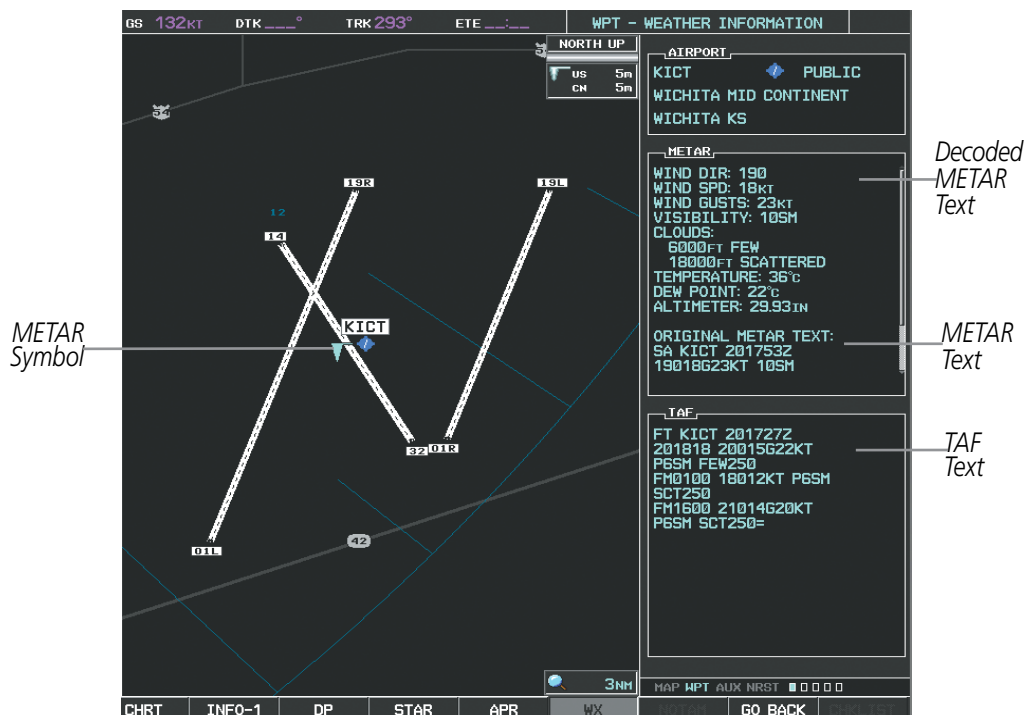 GS 132KT DTK ___° TRK 293° ETE __:__ WPT – WEATHER INFORMATION
NORTH UP
US 5m
CN 5m
54
19R
19L
12
14
KICT
32
01R
42
01L
3NM
AIRPORT
KICT PUBLIC
WICHITA MID CONTINENT
WICHITA KS
METAR
WIND DIR: 190
WIND SPD: 18KT
WIND GUSTS: 23KT
VISIBILITY: 10SM
CLOUDS:
6000FT FEW
18000FT SCATTERED
TEMPERATURE: 36°C
DEW POINT: 22°C
ALTIMETER: 29.93IN
ORIGINAL METAR TEXT:
SA KICT 201753Z
19018G23KT 10SM
TAF
FT KICT 201727Z
201818 20015G22KT
P6SM FEW250
FM0100 18012KT P6SM
SCT250
FM1600 21014G20KT
P6SM SCT250=
MAP WPT AUX NRST
CHRT INFO-1 DP STAR APR WX NOTAM GO BACK CHKLIST
METAR
Symbol
Decoded
METAR
Text
METAR
Text
TAF
Text